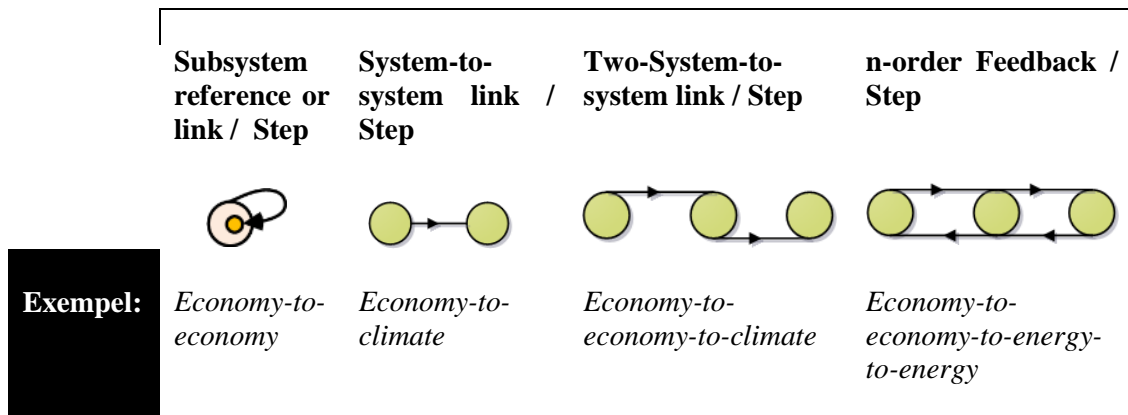 Subsystem
reference or
link / Step
System-to-
system link /
Step
Two-System-to-
system link / Step
n-order Feedback /
Step
Exempel:
Economy-to-
economy
Economy-to-
climate
Economy-to-
economy-to-climate
Economy-to-
economy-to-energy-
to-energy